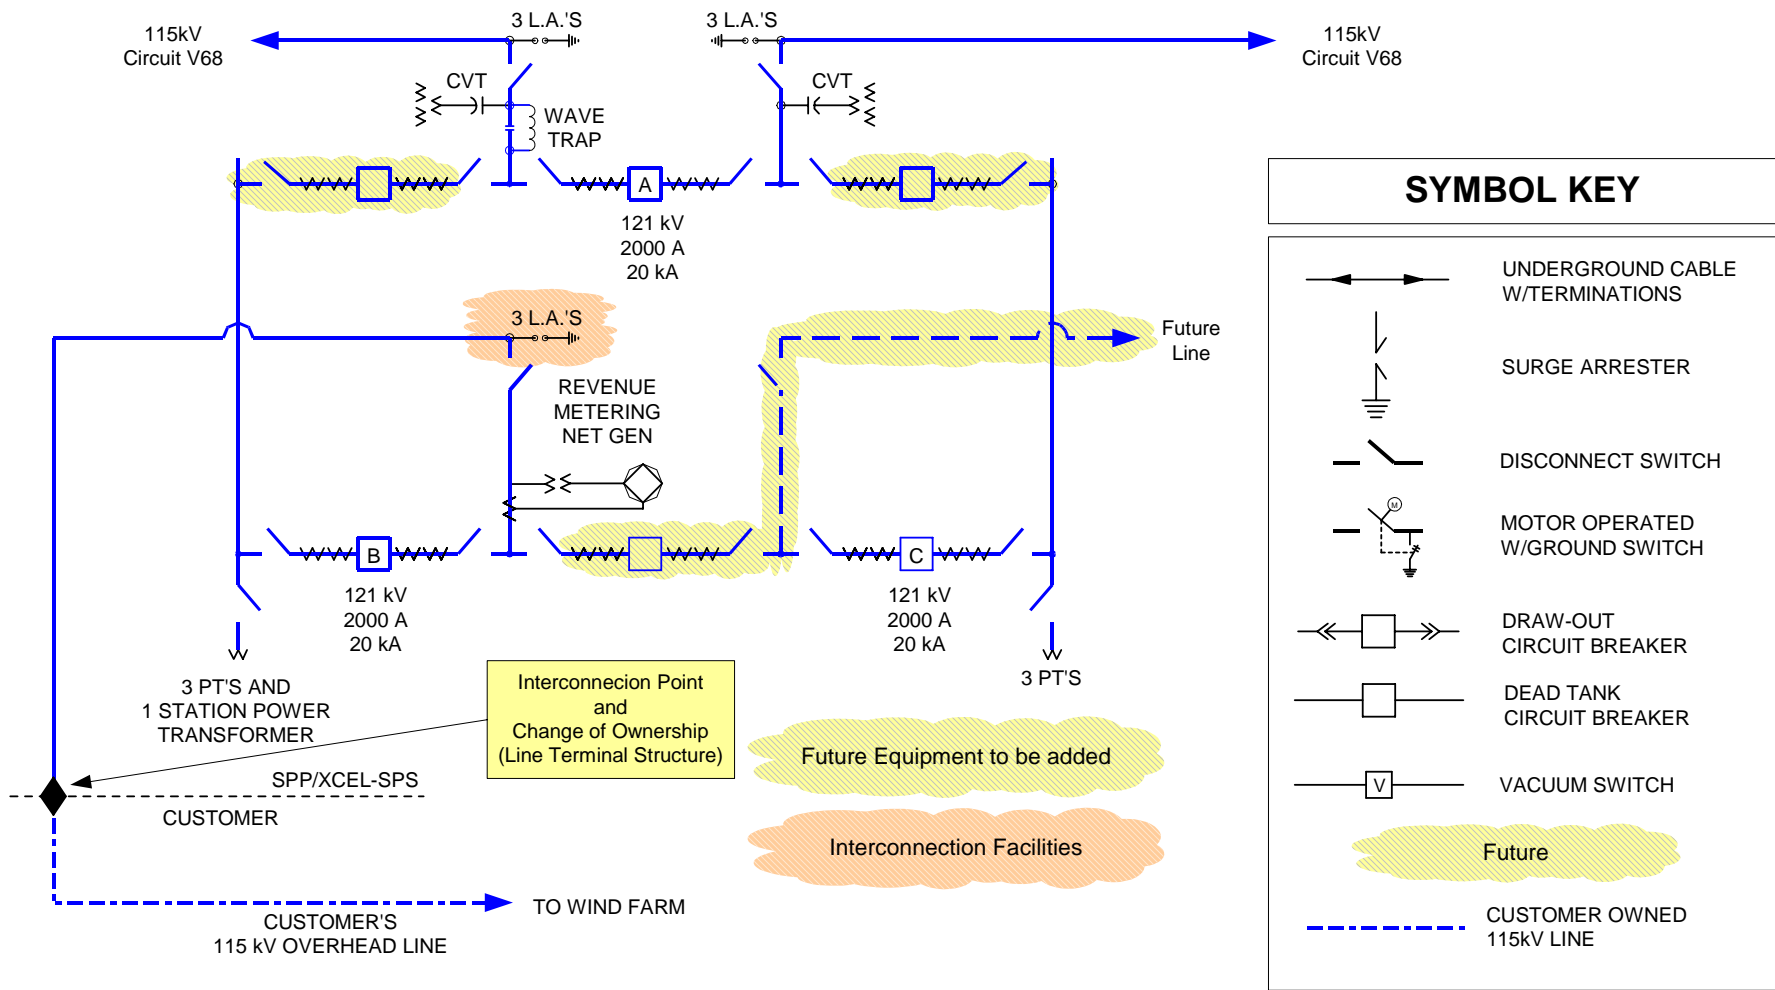 3 L.A.'S
3 L.A.'S
115kV
Circuit V68
115kV
Circuit V68
CVT
CVT
WAVE
TRAP
A
121 kV
2000 A
20 kA
3 L.A.'S
Future
Line
REVENUE
METERING
NET GEN
B
C
121 kV
2000 A
20 kA
121 kV
2000 A
20 kA
3 PT'S AND
1 STATION POWER
TRANSFORMER
3 PT'S
Interconnecion Point
and
Change of Ownership
(Line Terminal Structure)
Future Equipment to be added
SPP/XCEL-SPS
CUSTOMER
Interconnection Facilities
TO WIND FARM
CUSTOMER'S
115 kV OVERHEAD LINE
SYMBOL KEY
UNDERGROUND CABLE
W/TERMINATIONS
SURGE ARRESTER
DISCONNECT SWITCH
M
MOTOR OPERATED
W/GROUND SWITCH
DRAW-OUT
CIRCUIT BREAKER
DEAD TANK
CIRCUIT BREAKER
V
VACUUM SWITCH
Future
CUSTOMER OWNED
115kV LINE